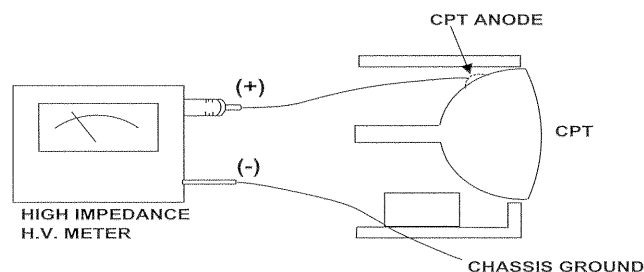 CPT ANODE
(+)
CPT
(-)
HIGH IMPEDANCE
H.V. METER
CHASSIS GROUND